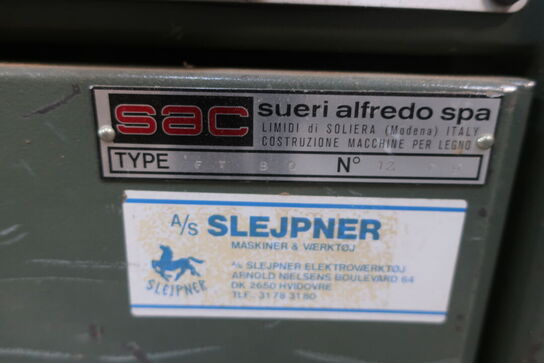 sac
sueri alfredo spa
LIMIDI di SOLIERA (Modena) ITALY
COSTRUZIONE MACCHINE PER LEGNO
TYPE N°
A/S SLEJPNER
MASKINER & VÆRKTØJ
A/S SLEJPNER ELEKTROVÆRKTØJ
ARNOLD NIELSENS BOULEVARD 64
DK 2650 HVIDOVRE
TLF. 3178 3180
SLEJPNER